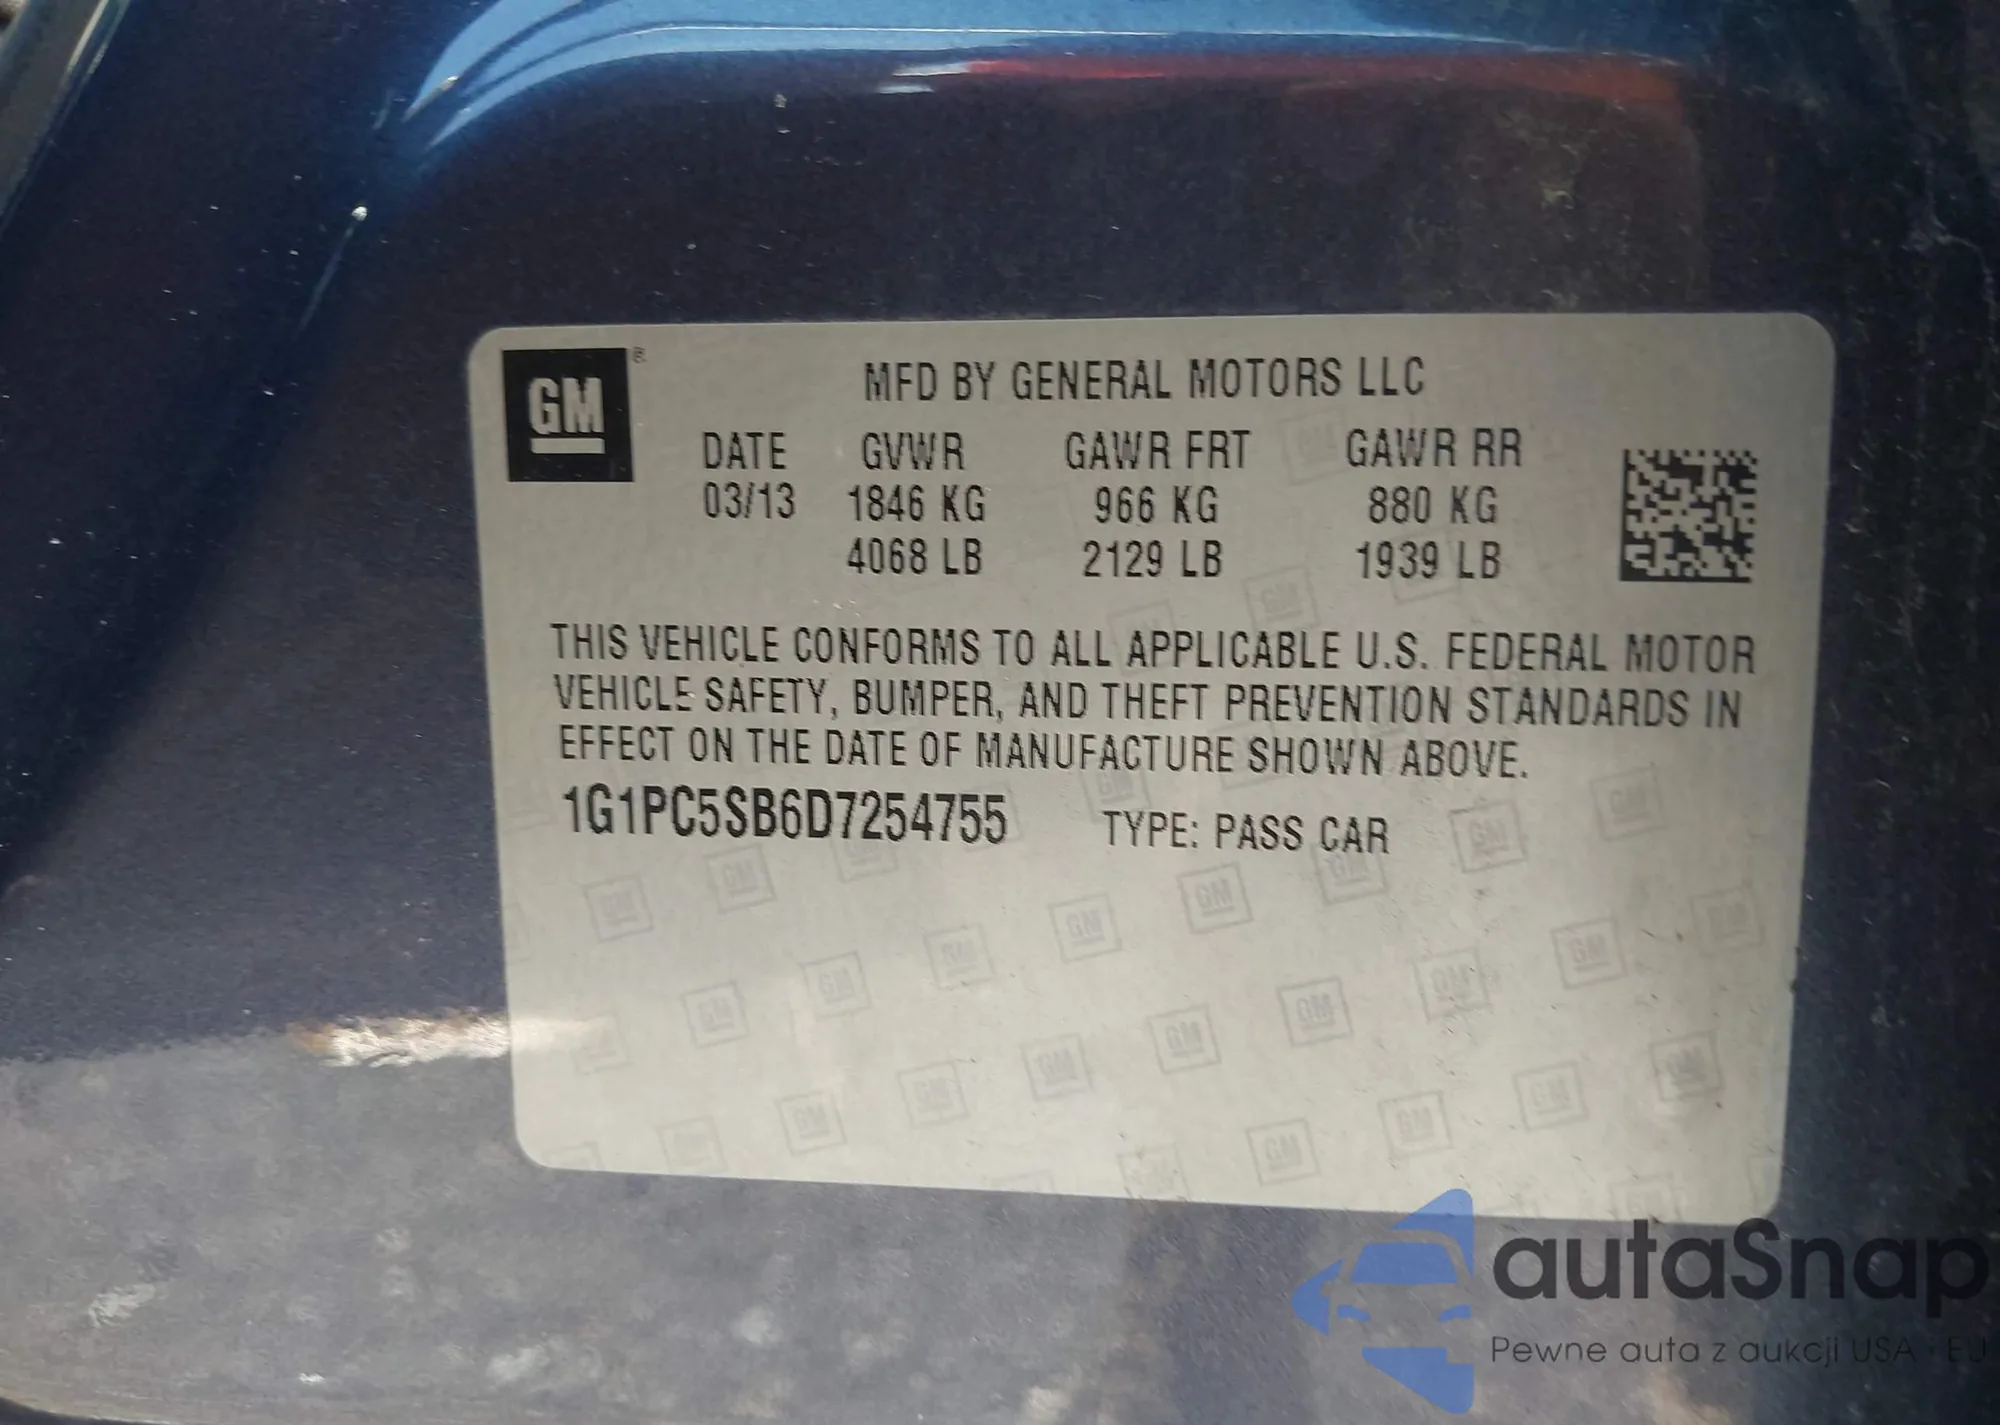 GM ®
MFD BY GENERAL MOTORS LLC
DATE GVWR GAWR FRT GAWR RR
03/13 1846 KG 966 KG 880 KG
4068 LB 2129 LB 1939 LB
THIS VEHICLE CONFORMS TO ALL APPLICABLE U.S. FEDERAL MOTOR
VEHICLE SAFETY, BUMPER, AND THEFT PREVENTION STANDARDS IN
EFFECT ON THE DATE OF MANUFACTURE SHOWN ABOVE.
1G1PC5SB6D7254755 TYPE: PASS CAR
autaSnap
Pewne auta z aukcji USA - EU